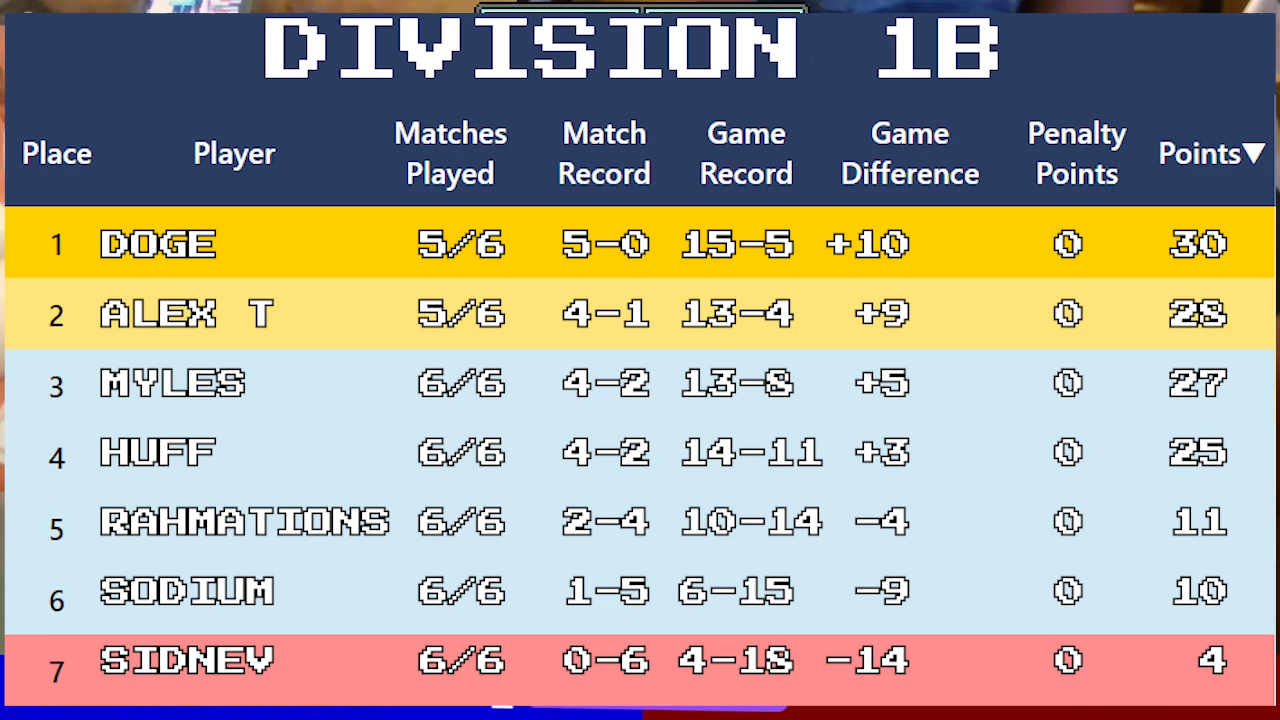 DIVISION 1B
Place Player Matches Played Match Record Game Record Game Difference Penalty Points Points▼
1 DOGE 5/6 5-0 15-5 +10 0 30
2 ALEX T 5/6 4-1 13-4 +9 0 28
3 MYLES 6/6 4-2 13-8 +5 0 27
4 HUFF 6/6 4-2 14-11 +3 0 25
5 RAHMATIONS 6/6 2-4 10-14 -4 0 11
6 SODIUM 6/6 1-5 6-15 -9 0 10
7 SIDNEV 6/6 0-6 4-18 -14 0 4